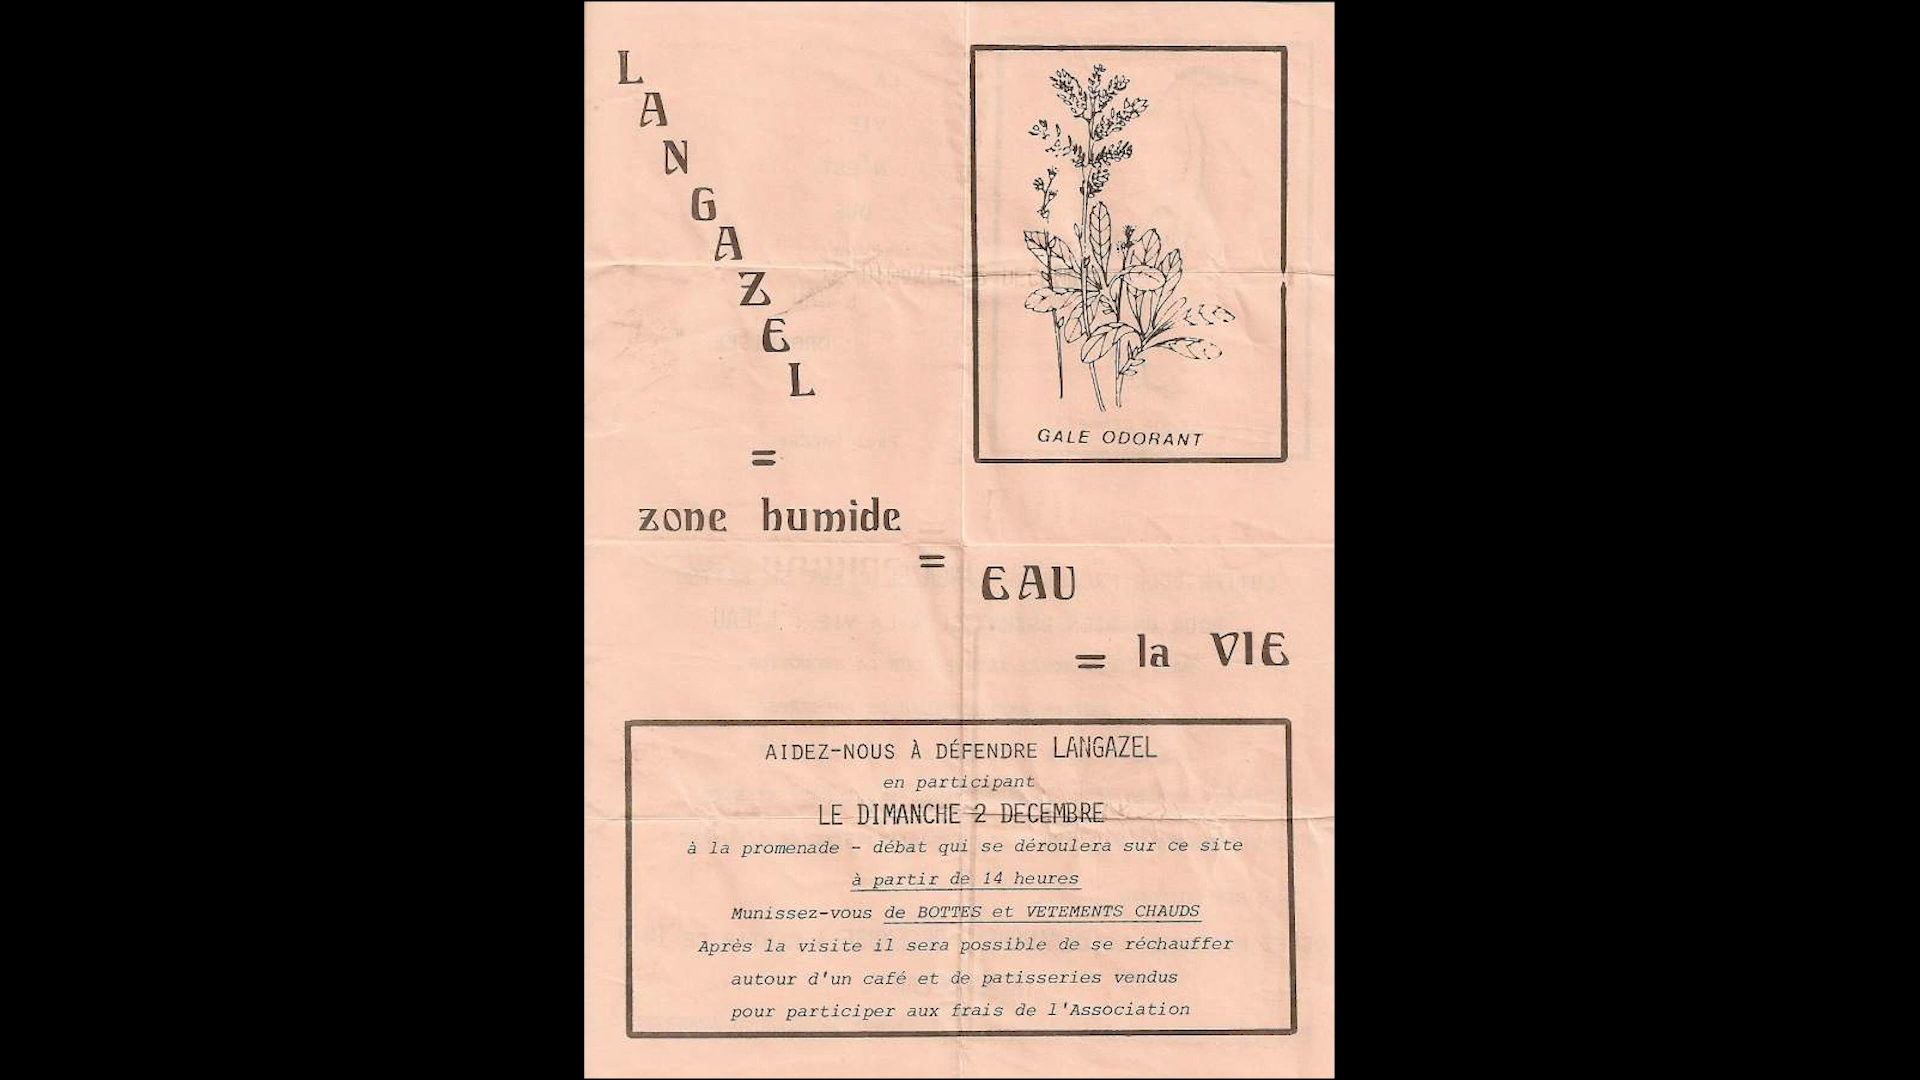 LANGAZEL
GALE ODORANT
=
zone humide
= EAU
= la VIE
AIDEZ-NOUS À DÉFENDRE LANGAZEL
en participant
LE DIMANCHE 2 DECEMBRE
à la promenade - débat qui se déroulera sur ce site
à partir de 14 heures
Munissez-vous de BOTTES et VETEMENTS CHAUDS
Après la visite il sera possible de se réchauffer
autour d'un café et de patisseries vendus
pour participer aux frais de l'Association